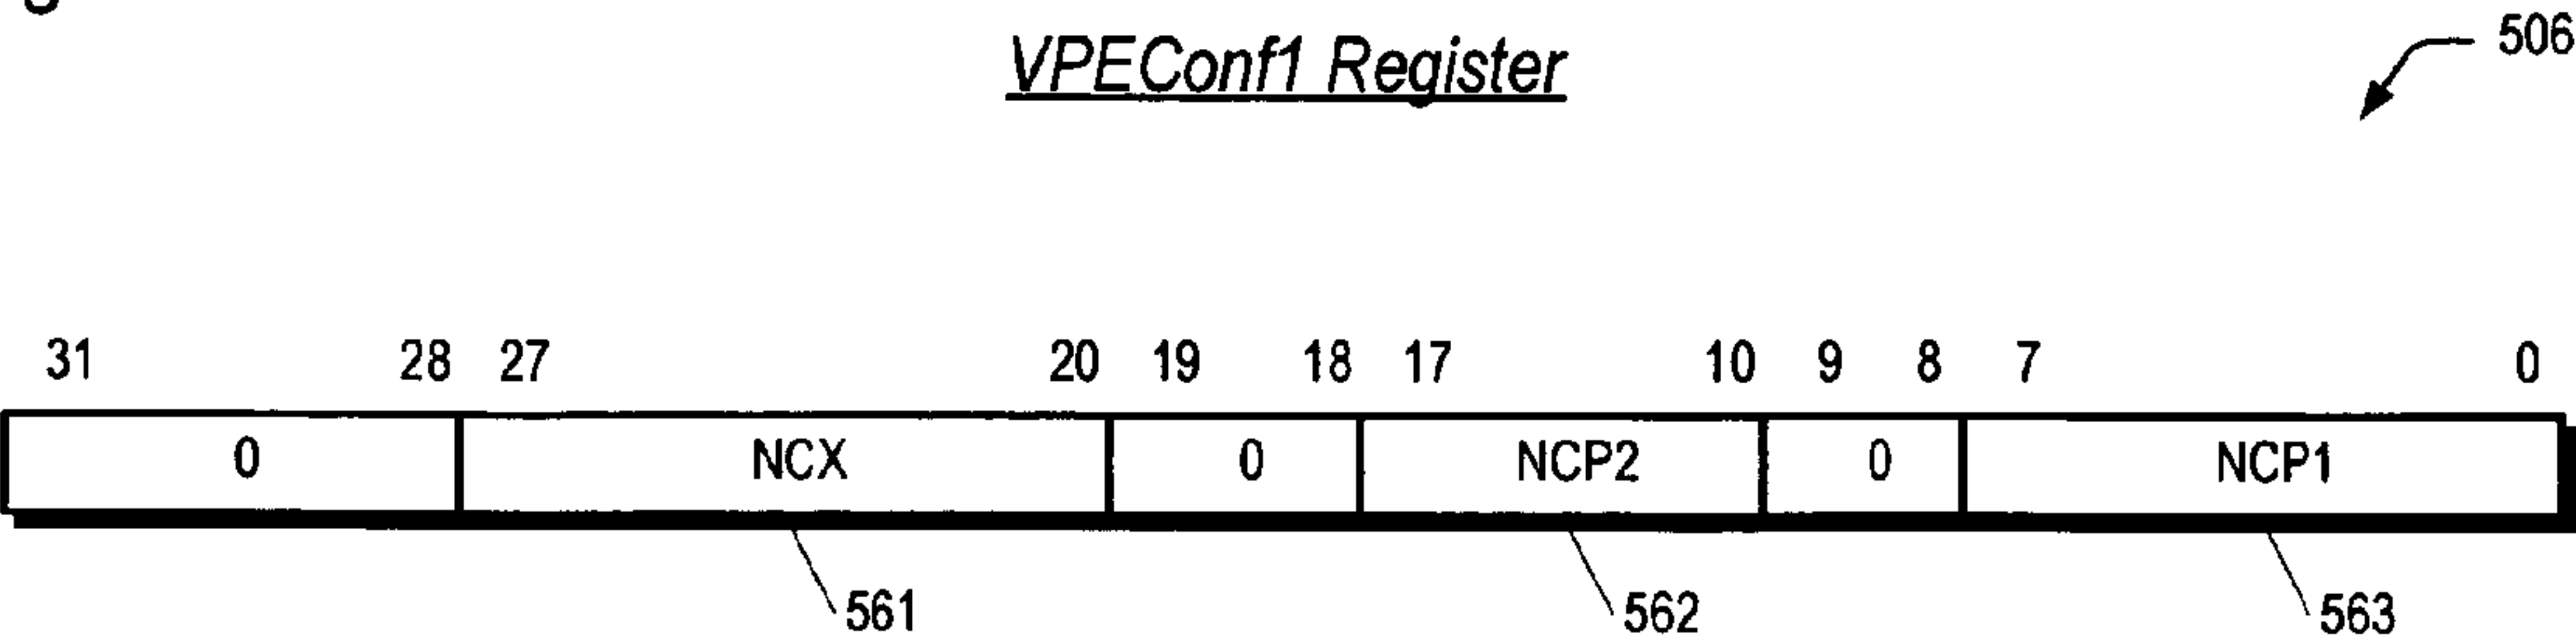 VPEConf1 Register
506
31 28 27 20 19 18 17 10 9 8 7 0
0 NCX 0 NCP2 0 NCP1
561 562 563